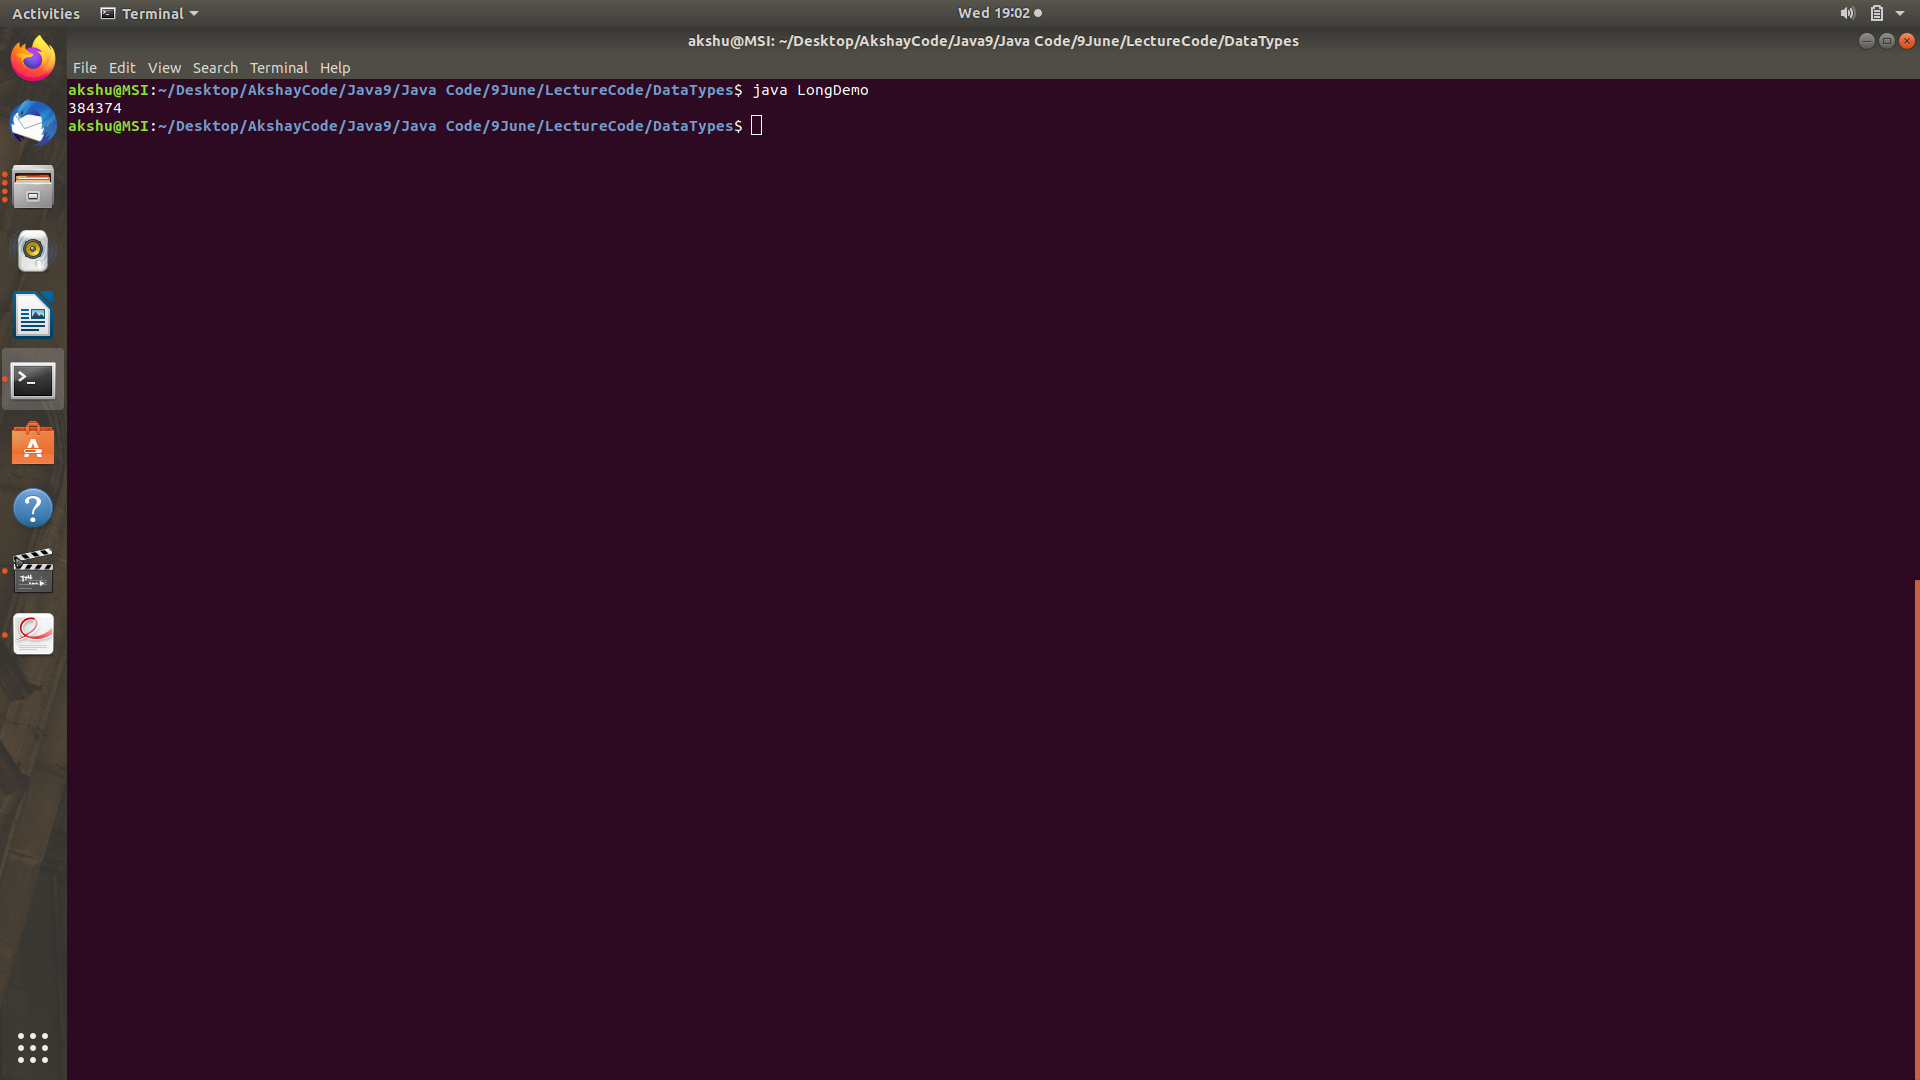 Activities Terminal Wed 19:02
akshu@MSI: ~/Desktop/AkshayCode/Java9/Java Code/9June/LectureCode/DataTypes
File Edit View Search Terminal Help
akshu@MSI:~/Desktop/AkshayCode/Java9/Java Code/9June/LectureCode/DataTypes$ java LongDemo
384374
akshu@MSI:~/Desktop/AkshayCode/Java9/Java Code/9June/LectureCode/DataTypes$